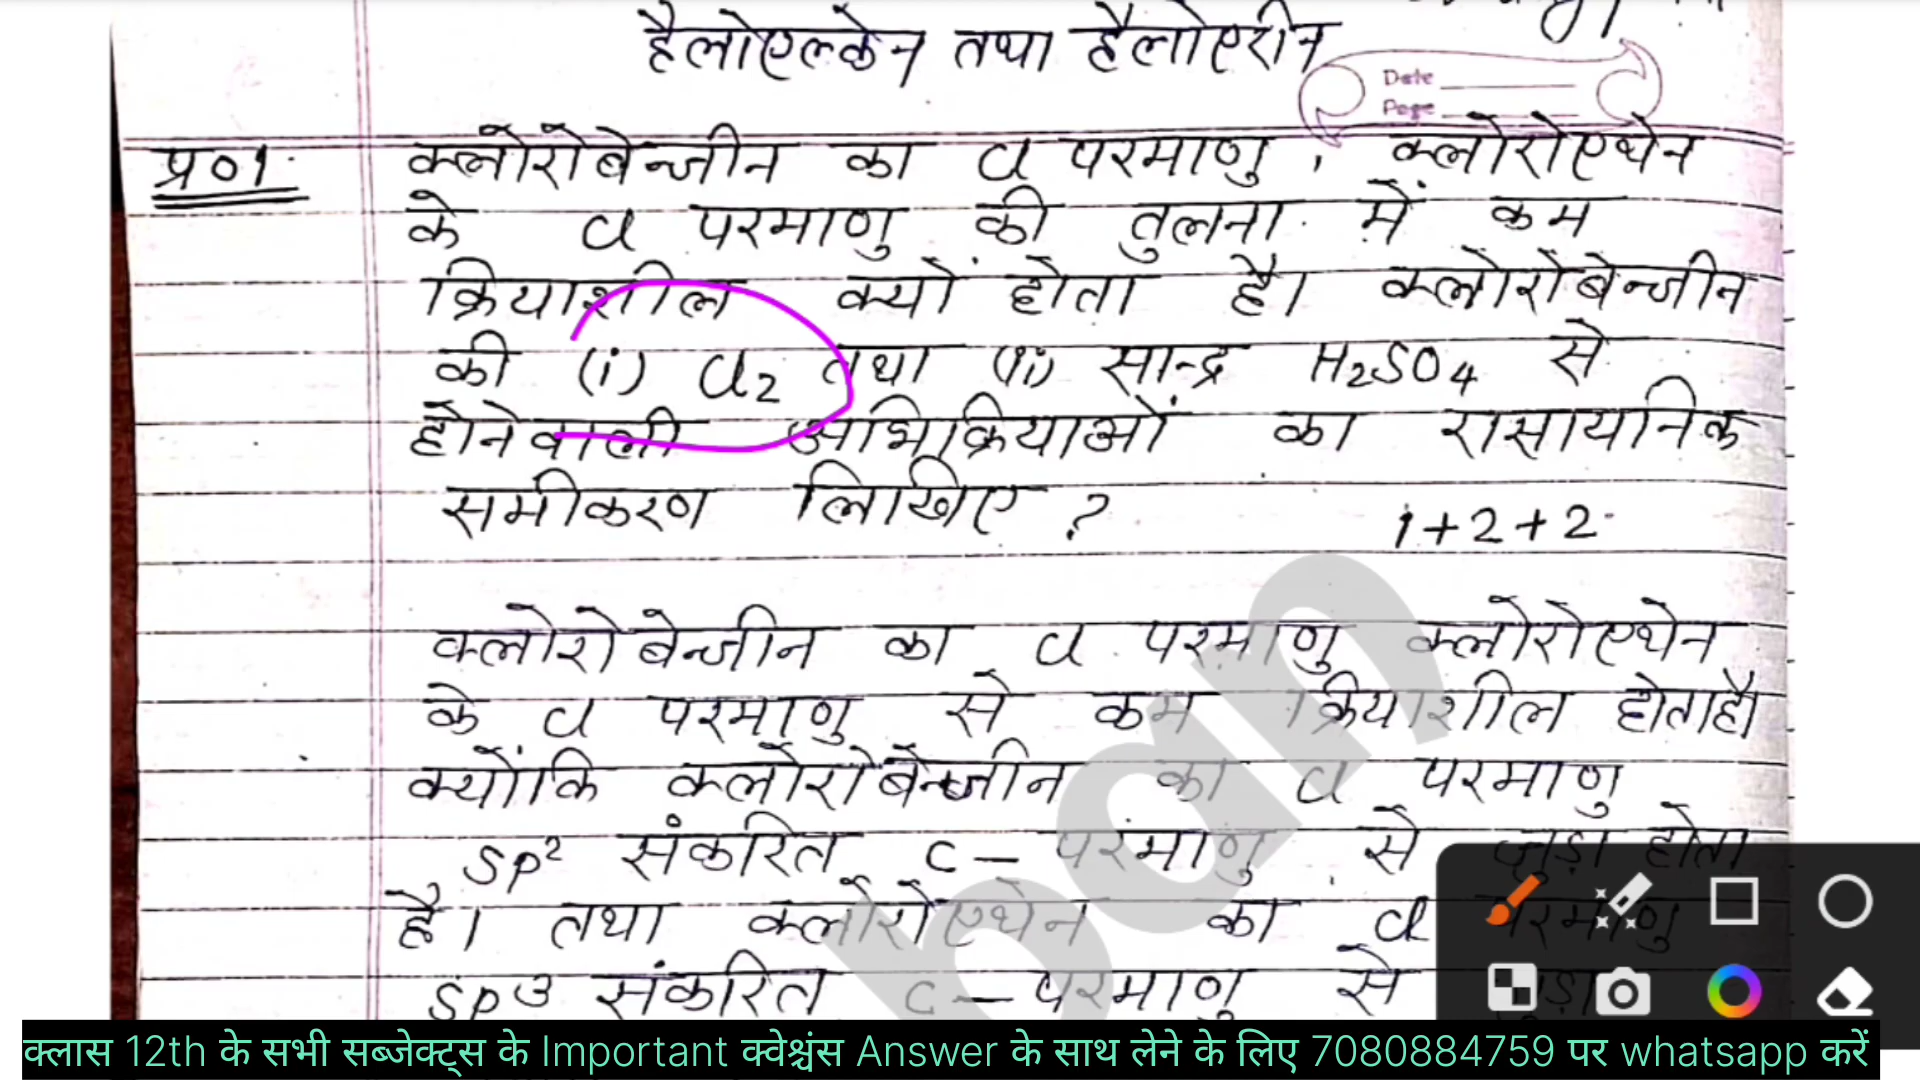 हैलोएल्केन तथा हैलोएरीन
Date
Page
प्र०1. क्लोरोबेन्जीन का Cl परमाणु, क्लोरोएथेन
के Cl परमाणु की तुलना में कम
क्रियाशील क्यों होता है। क्लोरोबेन्जीन
की (i) Cl2 तथा (ii) सान्द्र H2SO4 से
होनेवाली अभिक्रियाओं का रासायनिक
समीकरण लिखिए ?
1+2+2
क्लोरोबेन्जीन का Cl परमाणु क्लोरोएथेन
के Cl परमाणु से कम क्रियाशील होता है।
क्योंकि क्लोरोबेन्जीन का Cl परमाणु
sp² संकरित C- परमाणु से जुड़ा होता
है। तथा क्लोरोएथेन का Cl परमाणु
sp3 संकरित C- परमाणु से जुड़ा
क्लास 12th के सभी सब्जेक्ट्स के Important क्वेश्चंस Answer के साथ लेने के लिए 7080884759 पर whatsapp करें